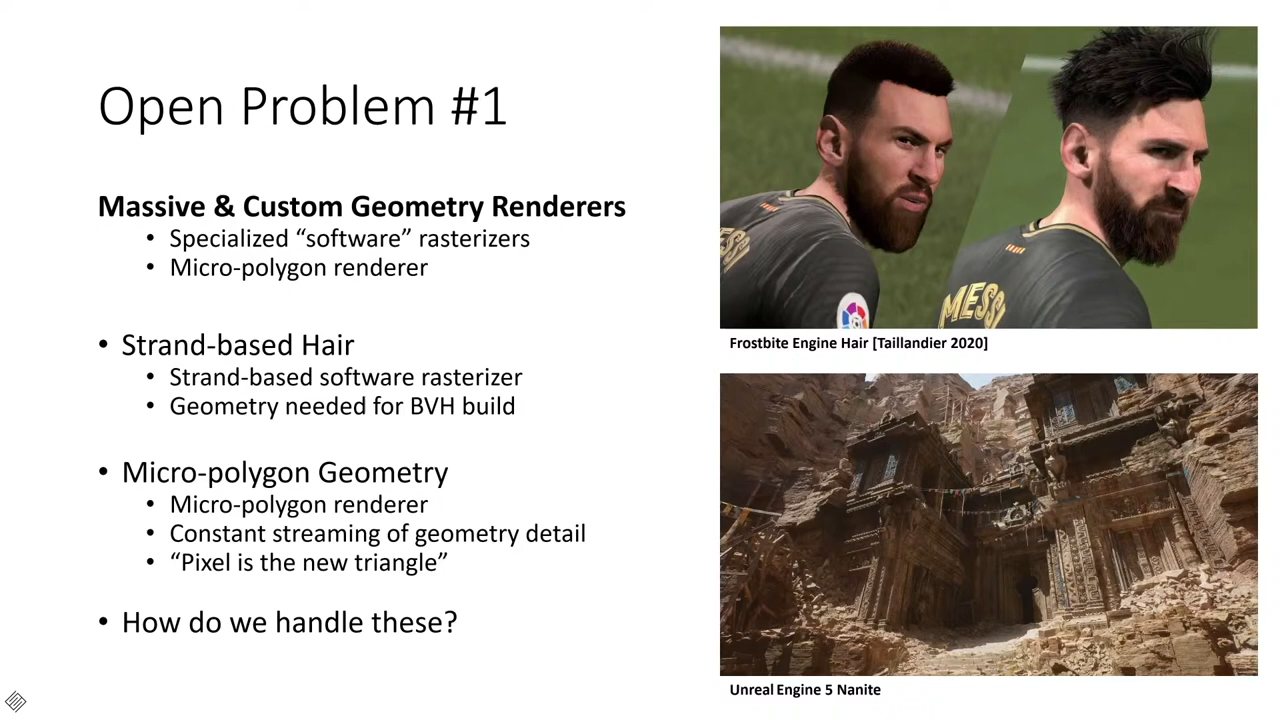 Open Problem #1
Massive & Custom Geometry Renderers
• Specialized “software” rasterizers
• Micro-polygon renderer
• Strand-based Hair
• Strand-based software rasterizer
• Geometry needed for BVH build
• Micro-polygon Geometry
• Micro-polygon renderer
• Constant streaming of geometry detail
• “Pixel is the new triangle”
• How do we handle these?
MESSI
MESSI
Frostbite Engine Hair [Taillandier 2020]
Unreal Engine 5 Nanite